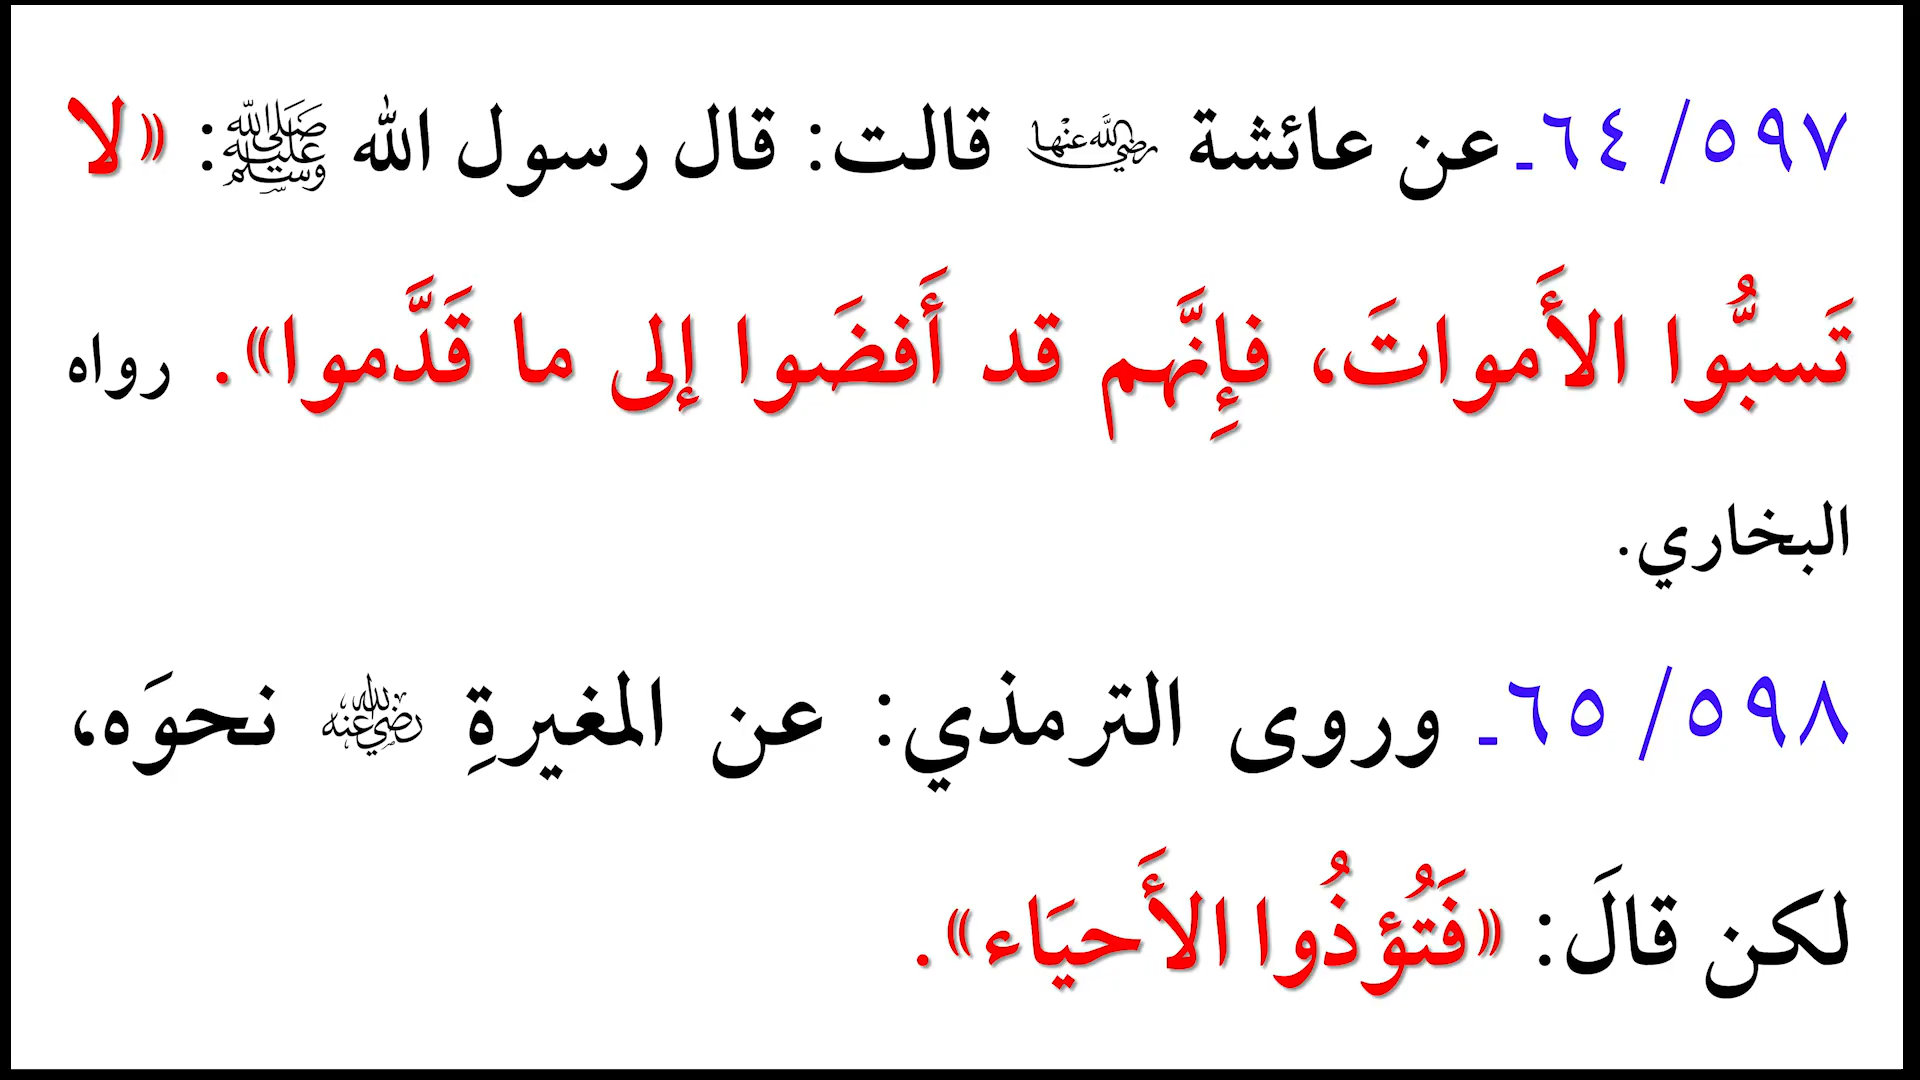 ٥٩٧/ ٦٤ـ عن عائشة رضي الله عنها قالت: قال رسول الله ﷺ: «لا
تَسبُّوا الأَمواتَ، فإِنَّهم قد أَفضَوا إلى ما قَدَّموا». رواه
البخاري.
٥٩٨/ ٦٥ـ وروى الترمذي: عن المغيرةِ رضي الله عنه نحوَه،
لكن قالَ: «فَتُؤذُوا الأَحيَاء».